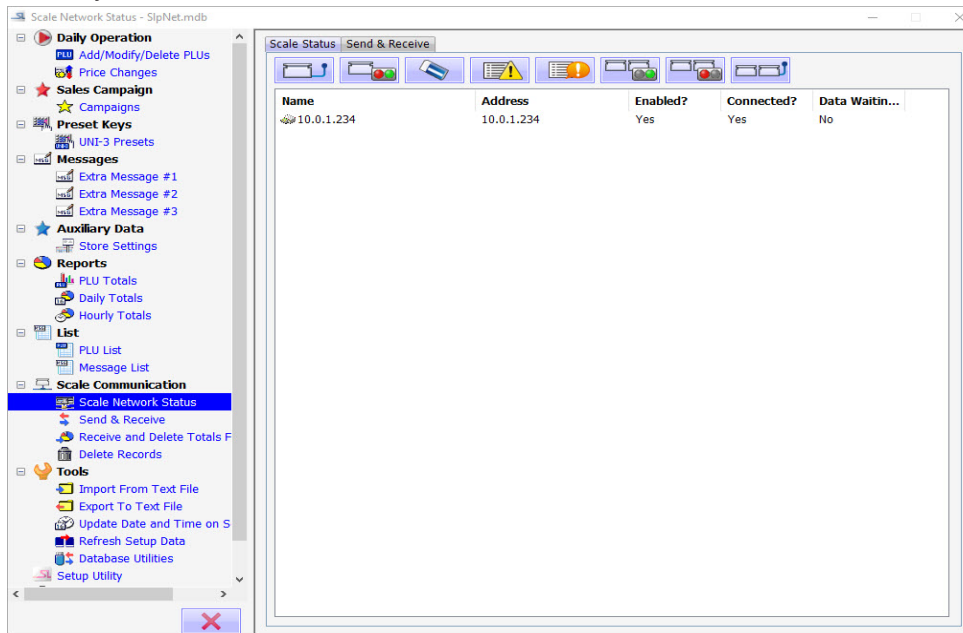 Scale Network Status - SlpNet.mdb
Daily Operation
PLU Add/Modify/Delete PLUs
Price Changes
Sales Campaign
Campaigns
Preset Keys
UNI-3 Presets
Messages
Extra Message #1
Extra Message #2
Extra Message #3
Auxiliary Data
Store Settings
Reports
PLU Totals
Daily Totals
Hourly Totals
List
PLU List
Message List
Scale Communication
Scale Network Status
Send & Receive
Receive and Delete Totals F
Delete Records
Tools
Import From Text File
Export To Text File
Update Date and Time on S
Refresh Setup Data
Database Utilities
Setup Utility
Scale Status Send & Receive
Name Address Enabled? Connected? Data Waitin...
10.0.1.234 10.0.1.234 Yes Yes No